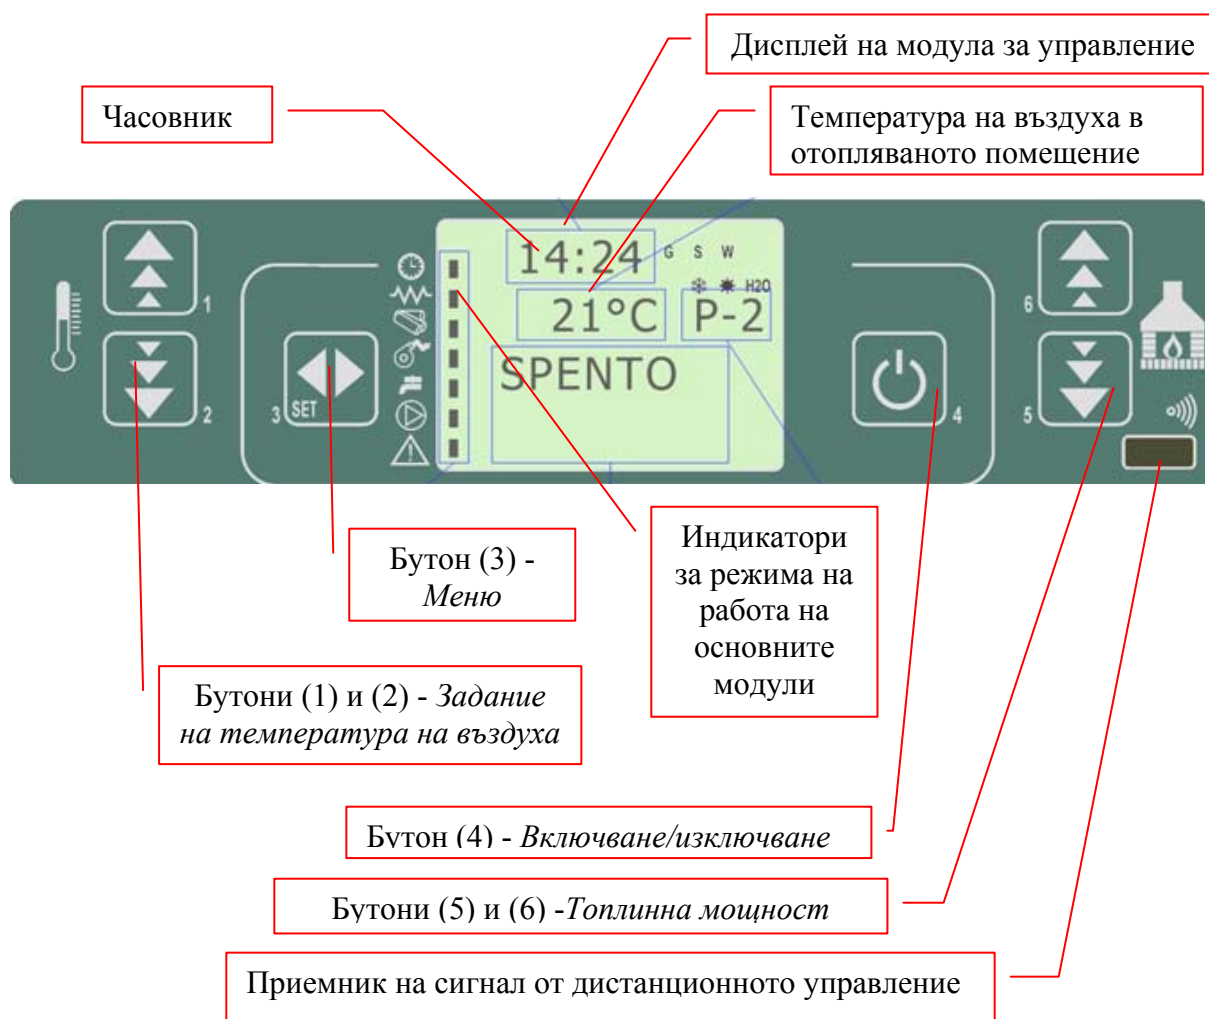 Дисплей на модула за управление
Часовник
Температура на въздуха в
отопляваното помещение
14:24
G S W
H2O
21°C
P-2
SPENTO
1
2
3
SET
4
6
5
Бутон (3) -
Меню
Индикатори
за режима на
работа на
основните
модули
Бутони (1) и (2) - Задание
на температура на въздуха
Бутон (4) - Включване/изключване
Бутони (5) и (6) -Топлинна мощност
Приемник на сигнал от дистанционното управление